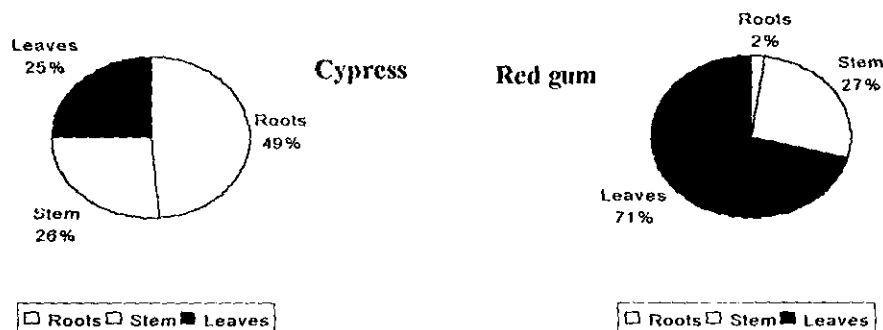 Leaves
25%
Cypress
Roots
49%
Stem
26%
Roots Stem Leaves
Red gum
Roots
2%
Stem
27%
Leaves
71%
Roots Stem Leaves